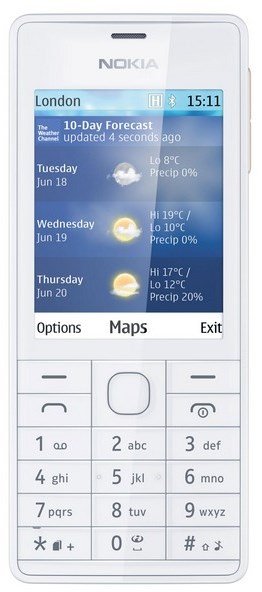 NOKIA
London H 15:11
The Weather Channel
10-Day Forecast
updated 4 seconds ago
Tuesday
Jun 18
Lo 8°C
Precip 0%
Wednesday
Jun 19
Hi 19°C /
Lo 10°C
Precip 0%
Thursday
Jun 20
Hi 17°C /
Lo 12°C
Precip 20%
Options Maps Exit
1 2 abc 3 def
4 ghi 5 jkl 6 mno
7 pqrs 8 tuv 9 wxyz
* + 0 #